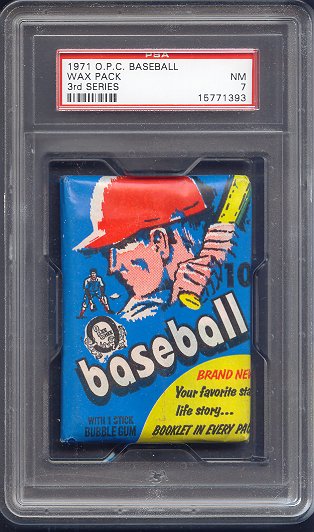 PSA
1971 O.P.C. BASEBALL
WAX PACK
3rd SERIES
NM
7
15771393
10
baseball
BRAND NEW
Your favorite sta
life story...
BOOKLET IN EVERY PAC
WITH 1 STICK
BUBBLE GUM